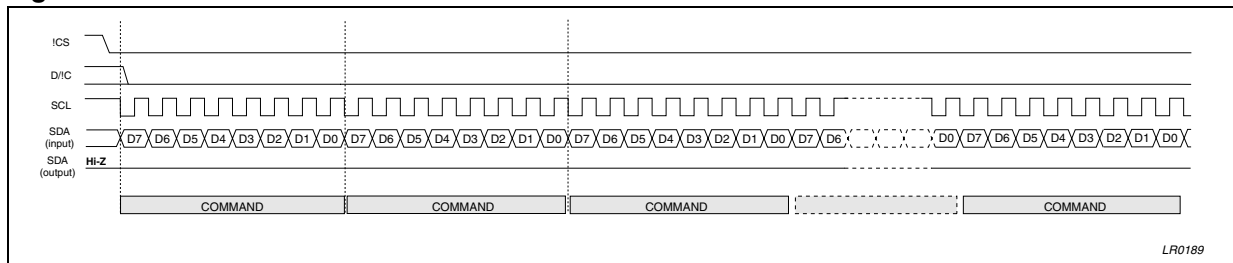 !CS
D/!C
SCL
SDA
(input)
D7 D6 D5 D4 D3 D2 D1 D0 D7 D6 D5 D4 D3 D2 D1 D0 D7 D6 D5 D4 D3 D2 D1 D0 D7 D6 D0 D7 D6 D5 D4 D3 D2 D1 D0
SDA
(output)
Hi-Z
COMMAND COMMAND COMMAND COMMAND
LR0189